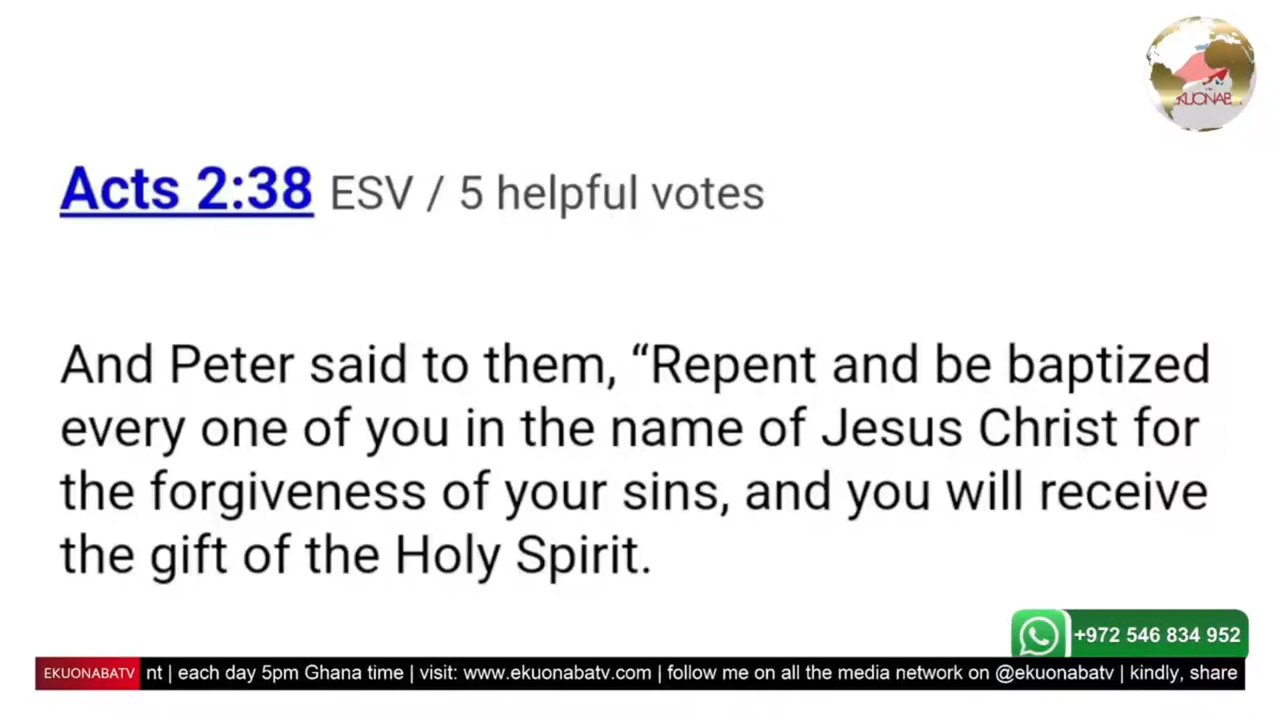 Acts 2:38 ESV / 5 helpful votes
And Peter said to them, “Repent and be baptized
every one of you in the name of Jesus Christ for
the forgiveness of your sins, and you will receive
the gift of the Holy Spirit.
+972 546 834 952
EKUONABATV nt | each day 5pm Ghana time | visit: www.ekuonabatv.com | follow me on all the media network on @ekuonabatv | kindly, share